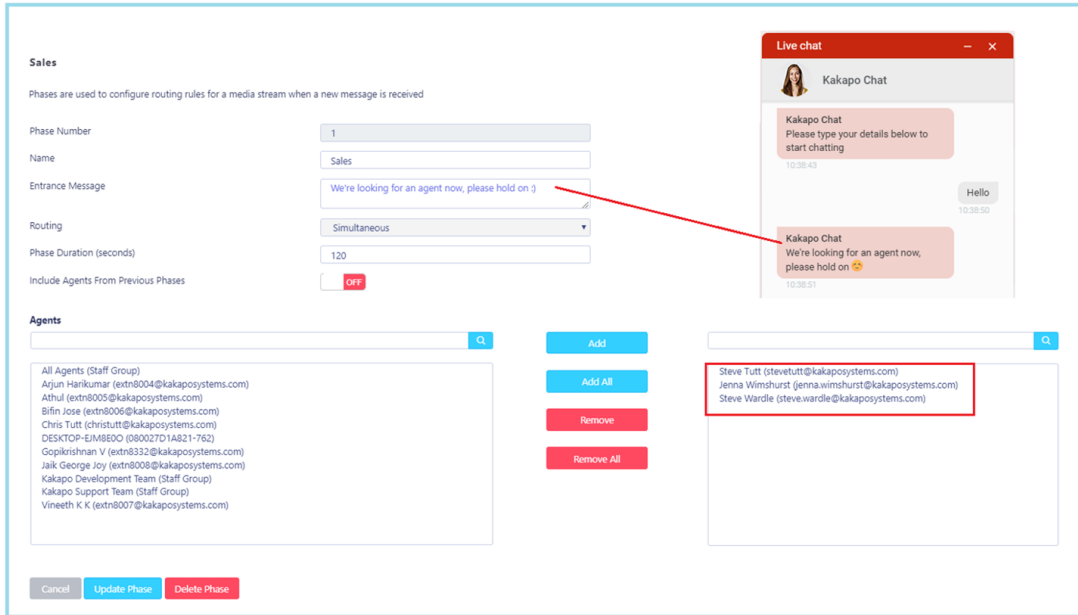 Sales
Phases are used to configure routing rules for a media stream when a new message is received
Phase Number
1
Name
Sales
Entrance Message
We're looking for an agent now, please hold on :)
Routing
Simultaneous
Phase Duration (seconds)
120
Include Agents From Previous Phases
OFF
Live chat
Kakapo Chat
Kakapo Chat
Please type your details below to
start chatting
10:38:43
Hello
10:38:50
Kakapo Chat
We're looking for an agent now,
please hold on 😊
10:38:51
Agents
All Agents (Staff Group)
Arjun Harikumar (extn8004@kakaposystems.com)
Athul (extn8005@kakaposystems.com)
Bifin Jose (extn8006@kakaposystems.com)
Chris Tutt (christutt@kakaposystems.com)
DESKTOP-EJM8E0O (080027D1A821-762)
Gopikrishnan V (extn8332@kakaposystems.com)
Jaik George Joy (extn8008@kakaposystems.com)
Kakapo Development Team (Staff Group)
Kakapo Support Team (Staff Group)
Vineeth K K (extn8007@kakaposystems.com)
Add
Add All
Remove
Remove All
Steve Tutt (stevetutt@kakaposystems.com)
Jenna Wimshurst (jenna.wimshurst@kakaposystems.com)
Steve Wardle (steve.wardle@kakaposystems.com)
Cancel
Update Phase
Delete Phase